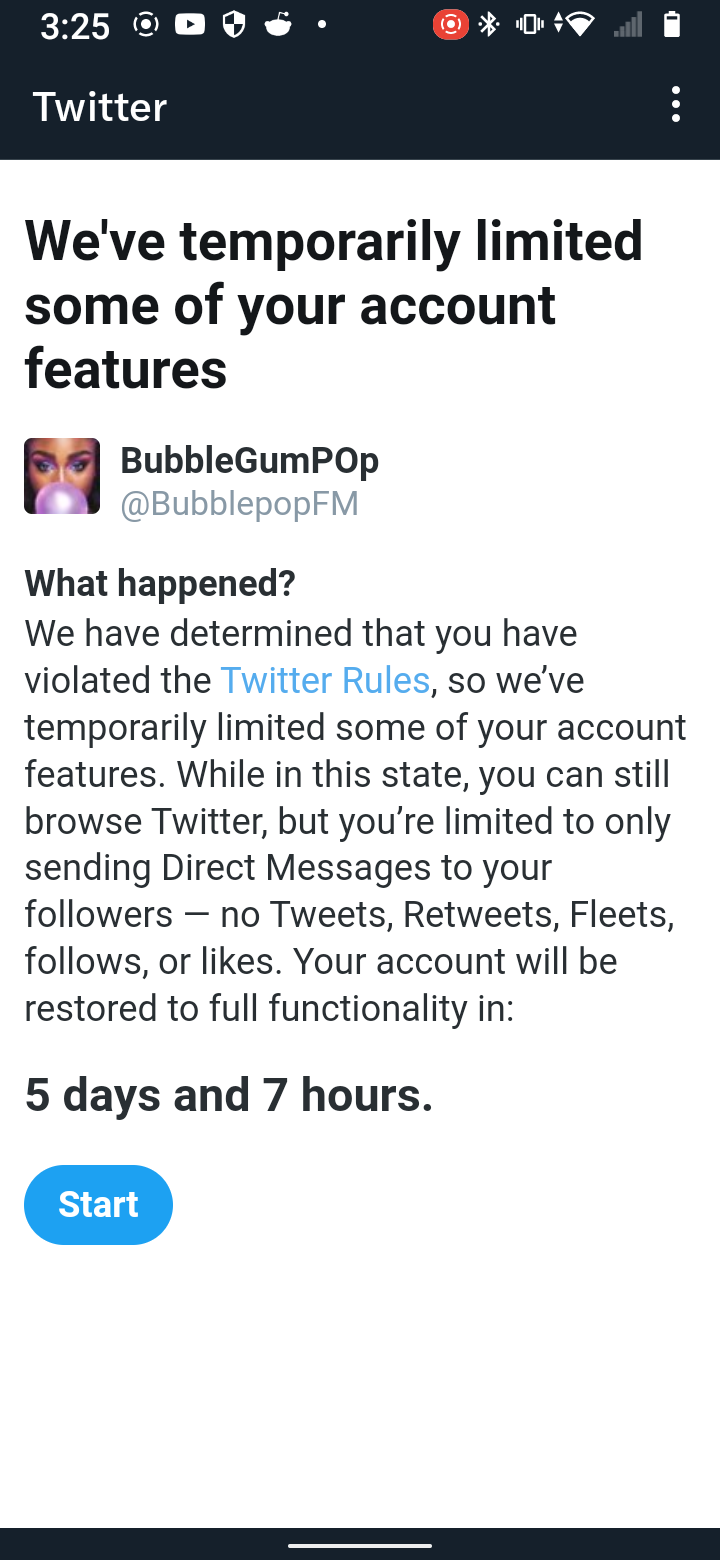 3:25
Twitter
We've temporarily limited
some of your account
features
BubbleGumPOp
@BubblepopFM
What happened?
We have determined that you have
violated the Twitter Rules, so we’ve
temporarily limited some of your account
features. While in this state, you can still
browse Twitter, but you’re limited to only
sending Direct Messages to your
followers — no Tweets, Retweets, Fleets,
follows, or likes. Your account will be
restored to full functionality in:
5 days and 7 hours.
Start